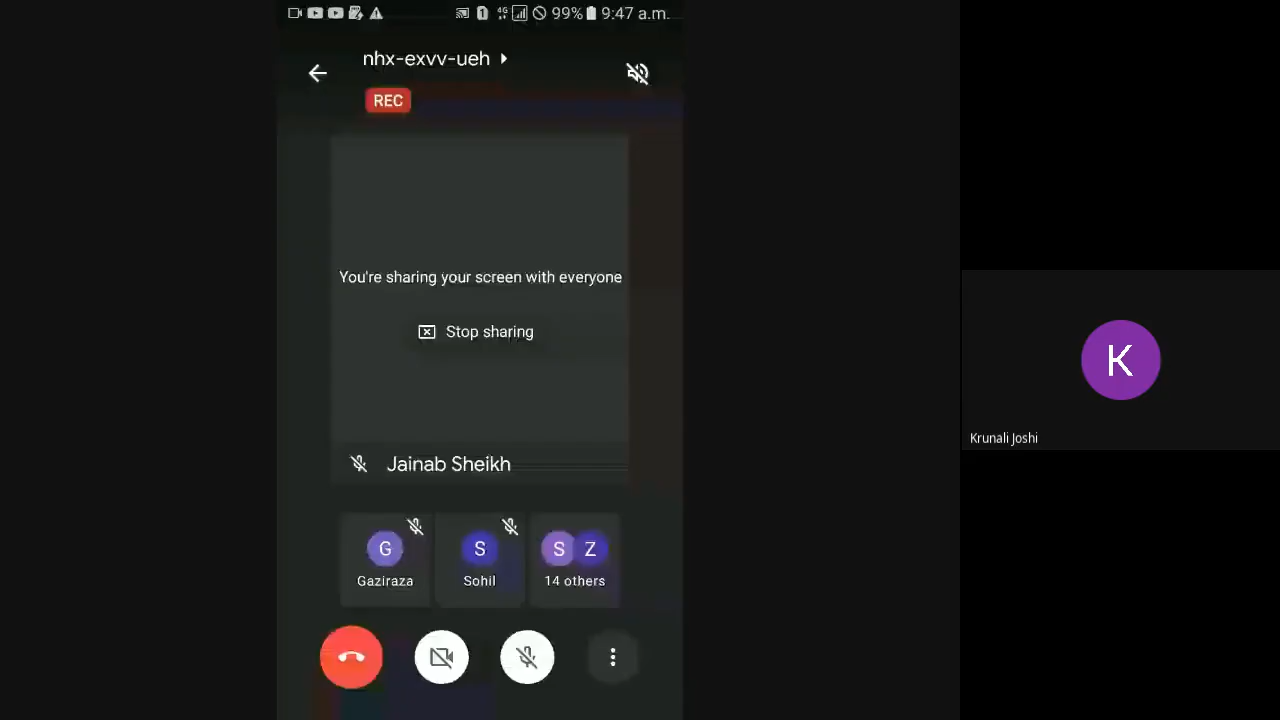 4G 99% 9:47 a.m.
nhx-exvv-ueh
REC
You're sharing your screen with everyone
Stop sharing
Jainab Sheikh
G S S Z
Gaziraza Sohil 14 others
K
Krunali Joshi